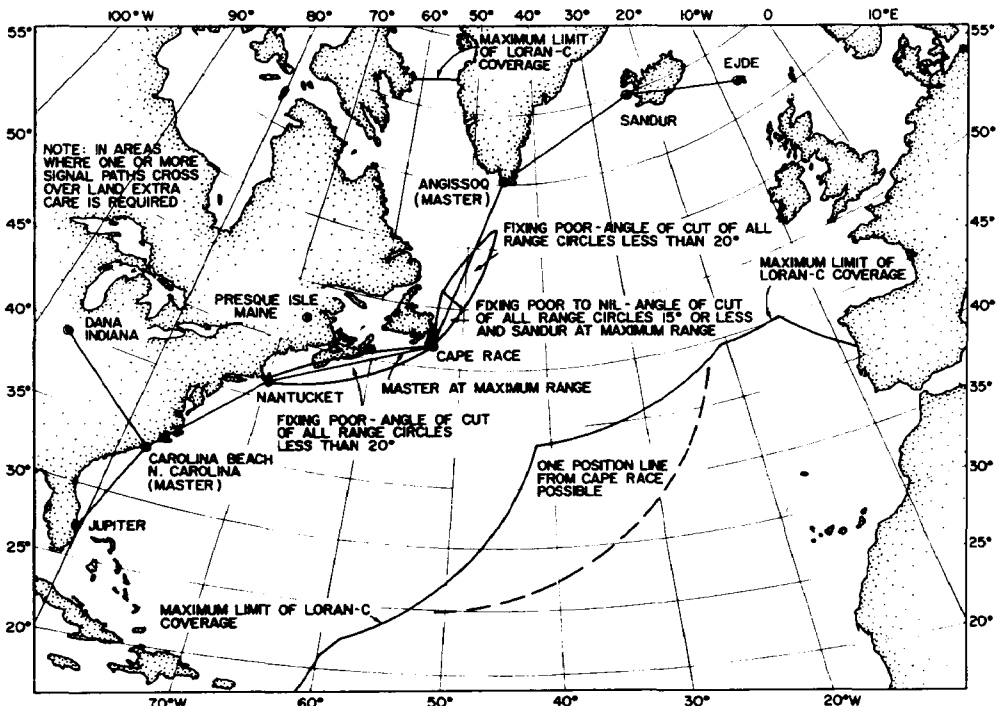 100°W 90° 80° 70° 60° 50° 40° 20° 10°W 0 10°E
55° 55°
MAXIMUM LIMIT
OF LORAN-C
COVERAGE
EJDE
SANDUR
50° 50°
NOTE: IN AREAS
WHERE ONE OR MORE
SIGNAL PATHS CROSS
OVER LAND EXTRA
CARE IS REQUIRED
ANGISSOQ
(MASTER)
45° 45°
FIXING POOR-ANGLE OF CUT OF ALL
RANGE CIRCLES LESS THAN 20°
MAXIMUM LIMIT OF
LORAN-C COVERAGE
40° 40°
PRESQUE ISLE
MAINE
FIXING POOR TO NIL-ANGLE OF CUT
OF ALL RANGE CIRCLES 15° OR LESS
AND SANDUR AT MAXIMUM RANGE
DANA
INDIANA
CAPE RACE
35° 35°
MASTER AT MAXIMUM RANGE
NANTUCKET
FIXING POOR-ANGLE OF CUT
OF ALL RANGE CIRCLES
LESS THAN 20°
CAROLINA BEACH
N. CAROLINA
(MASTER)
30° 30°
ONE POSITION LINE
FROM CAPE RACE
POSSIBLE
JUPITER
25° 25°
MAXIMUM LIMIT OF LORAN-C
COVERAGE
20° 20°
70°W 60° 50° 40° 30° 20°W